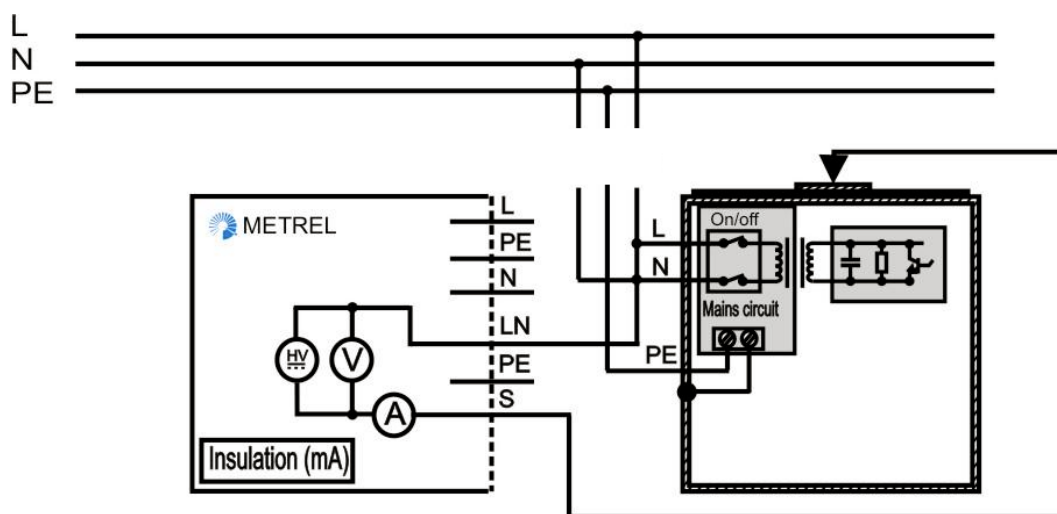 L
N
PE
METREL
L
PE
N
LN
PE
S
HV
V
A
Insulation (mA)
On/off
L
N
Mains circuit
PE